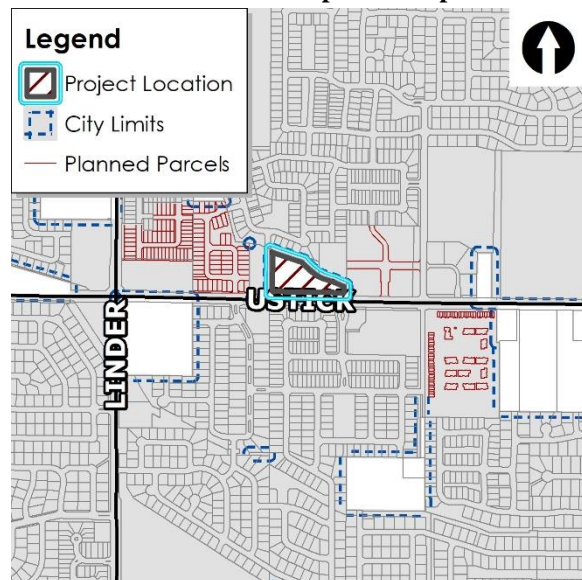 Legend
Project Location
City Limits
Planned Parcels
USTICK
LINDER